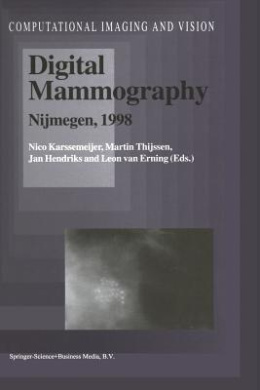 COMPUTATIONAL IMAGING AND VISION
Digital
Mammography
Nijmegen, 1998
Nico Karssemeijer, Martin Thijssen,
Jan Hendriks and Leon van Erning (Eds.)
Springer-Science+Business Media, B.V.